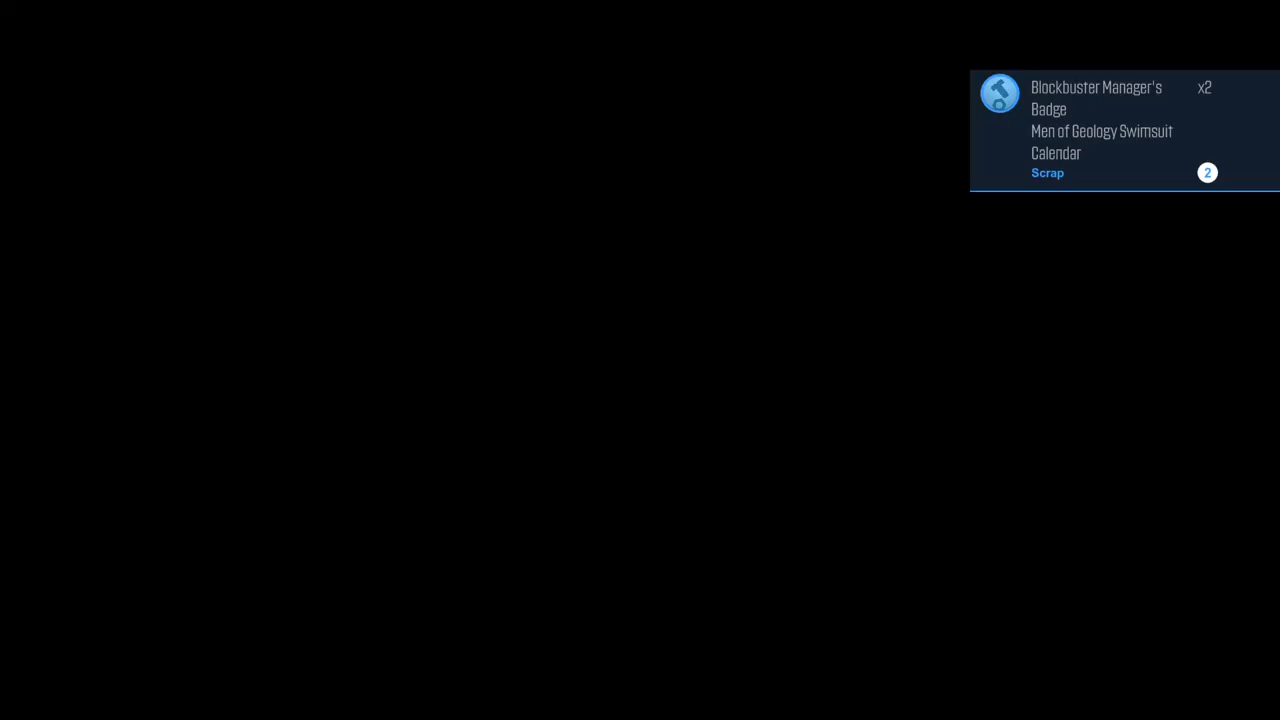 Blockbuster Manager's x2
Badge
Men of Geology Swimsuit
Calendar
Scrap 2